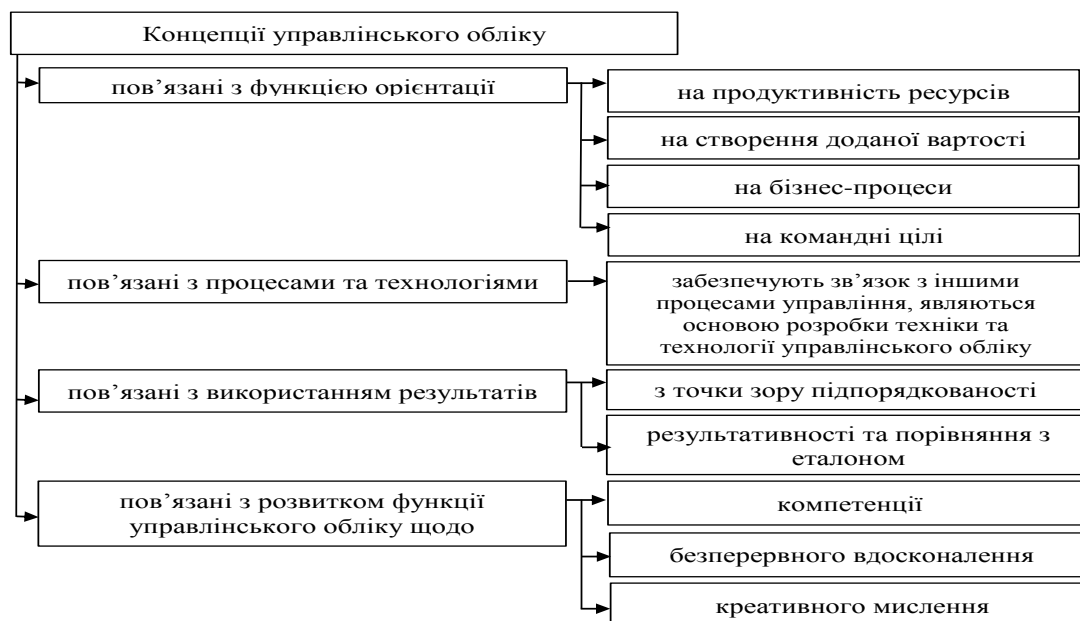 Концепції управлінського обліку
пов’язані з функцією орієнтації
на продуктивність ресурсів
на створення доданої вартості
на бізнес-процеси
на командні цілі
пов’язані з процесами та технологіями
забезпечують зв’язок з іншими
процесами управління, являються
основою розробки техніки та
технології управлінського обліку
пов’язані з використанням результатів
з точки зору підпорядкованості
результативності та порівняння з
еталоном
пов’язані з розвитком функції
управлінського обліку щодо
компетенції
безперервного вдосконалення
креативного мислення